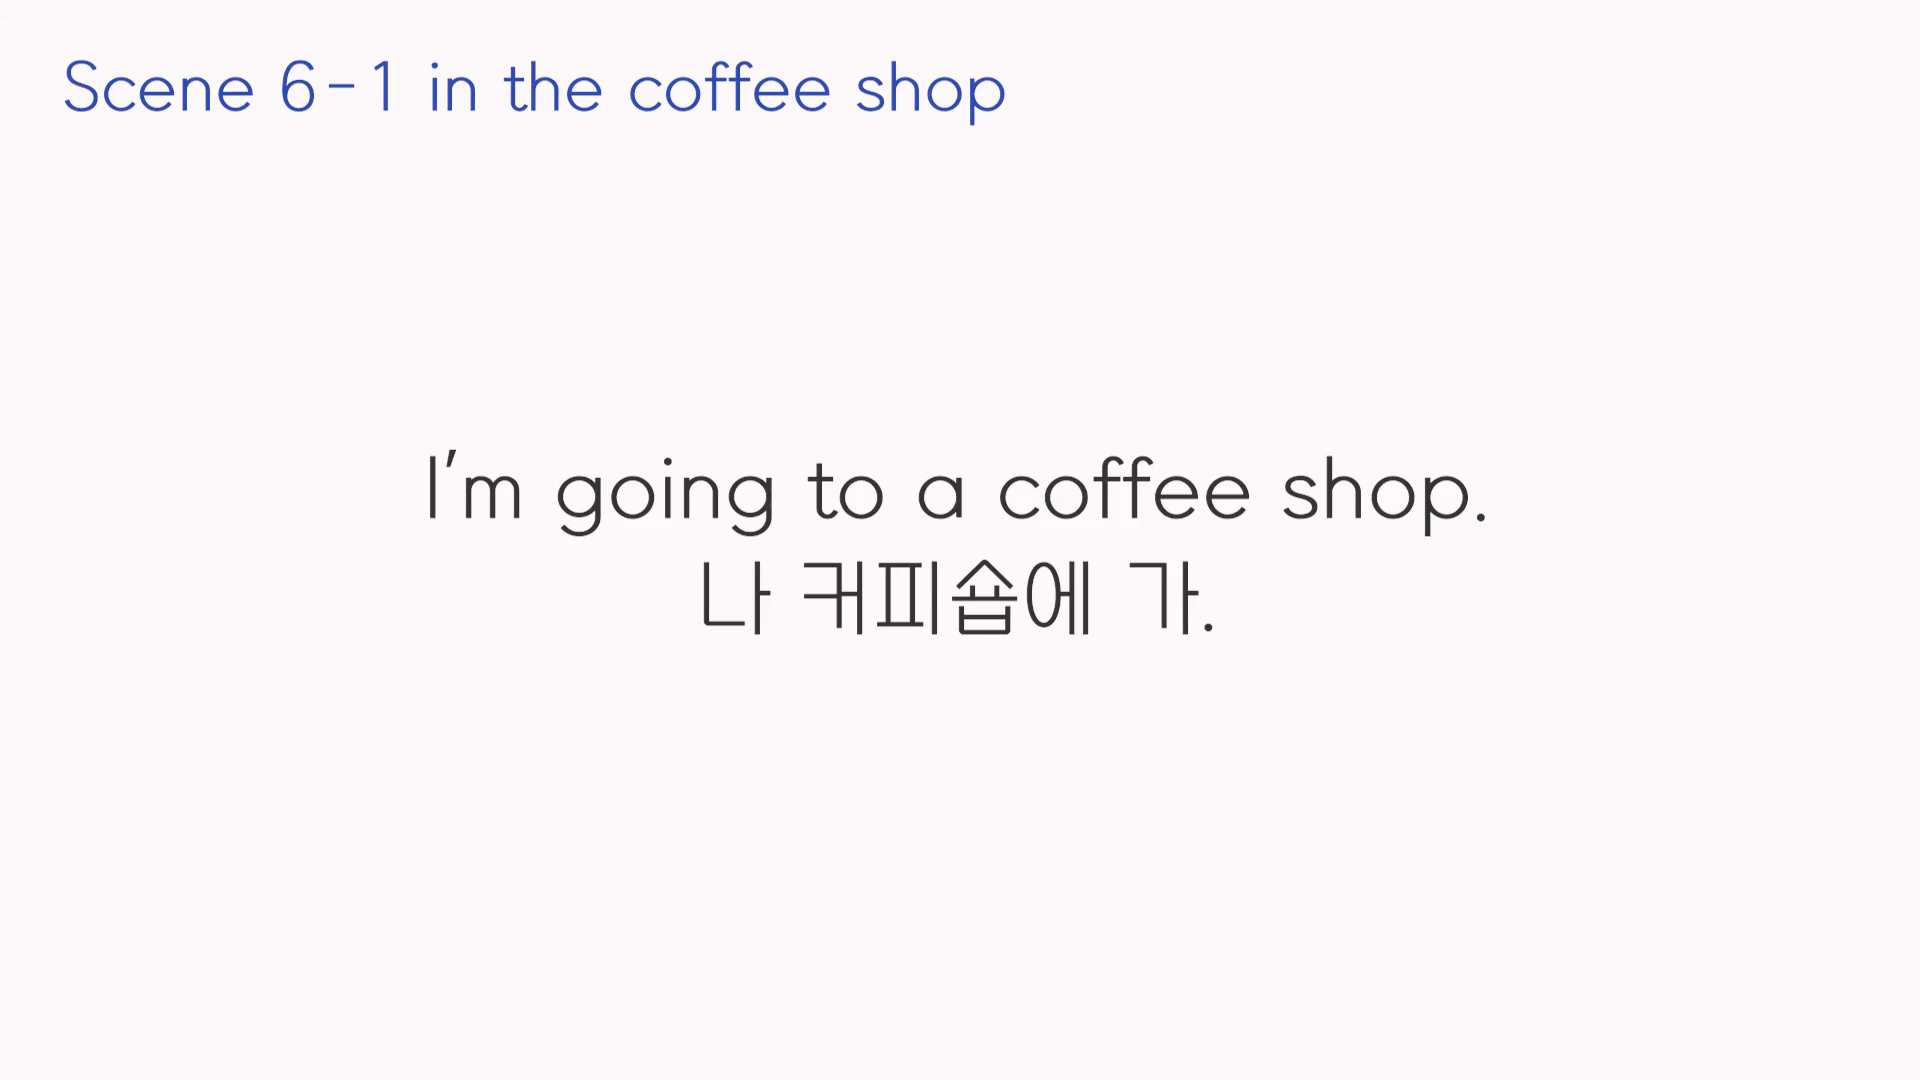 Scene 6-1 in the coffee shop
I'm going to a coffee shop.
나 커피숍에 가.